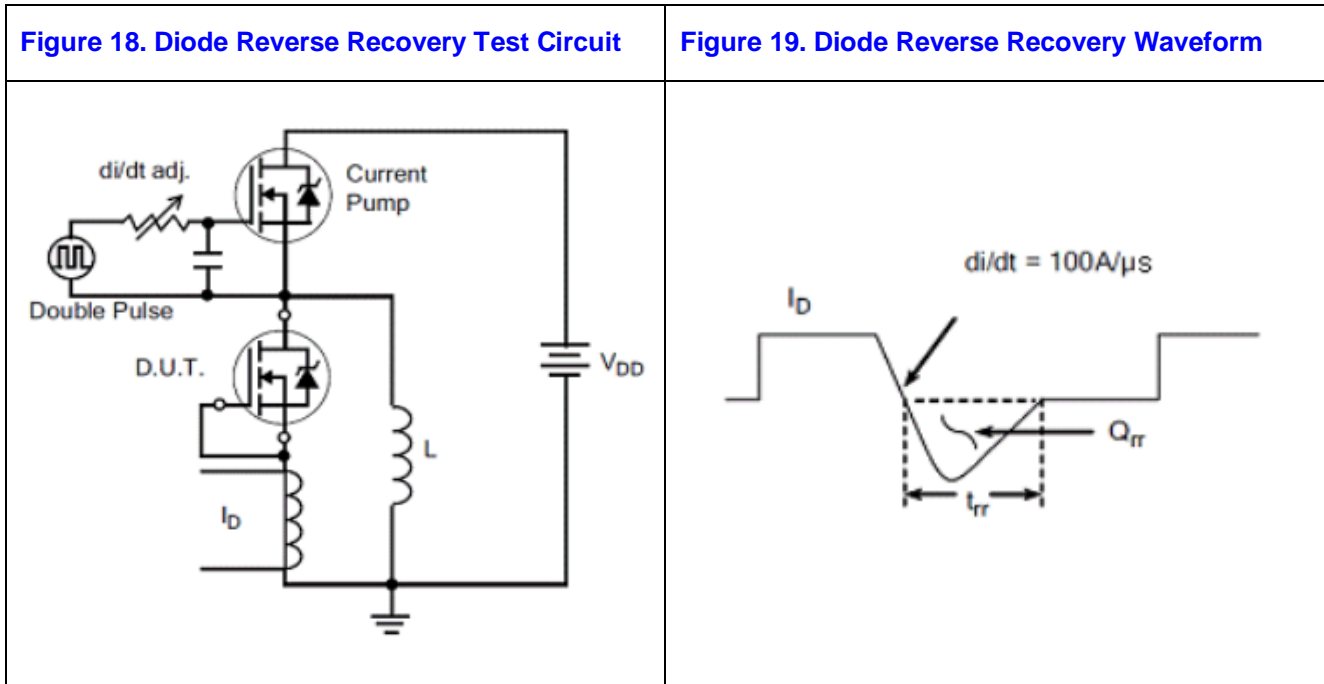 Figure 18. Diode Reverse Recovery Test Circuit
Figure 19. Diode Reverse Recovery Waveform
di/dt adj.
Current
Pump
Double Pulse
D.U.T.
VDD
L
ID
di/dt = 100A/µs
ID
Qrr
trr